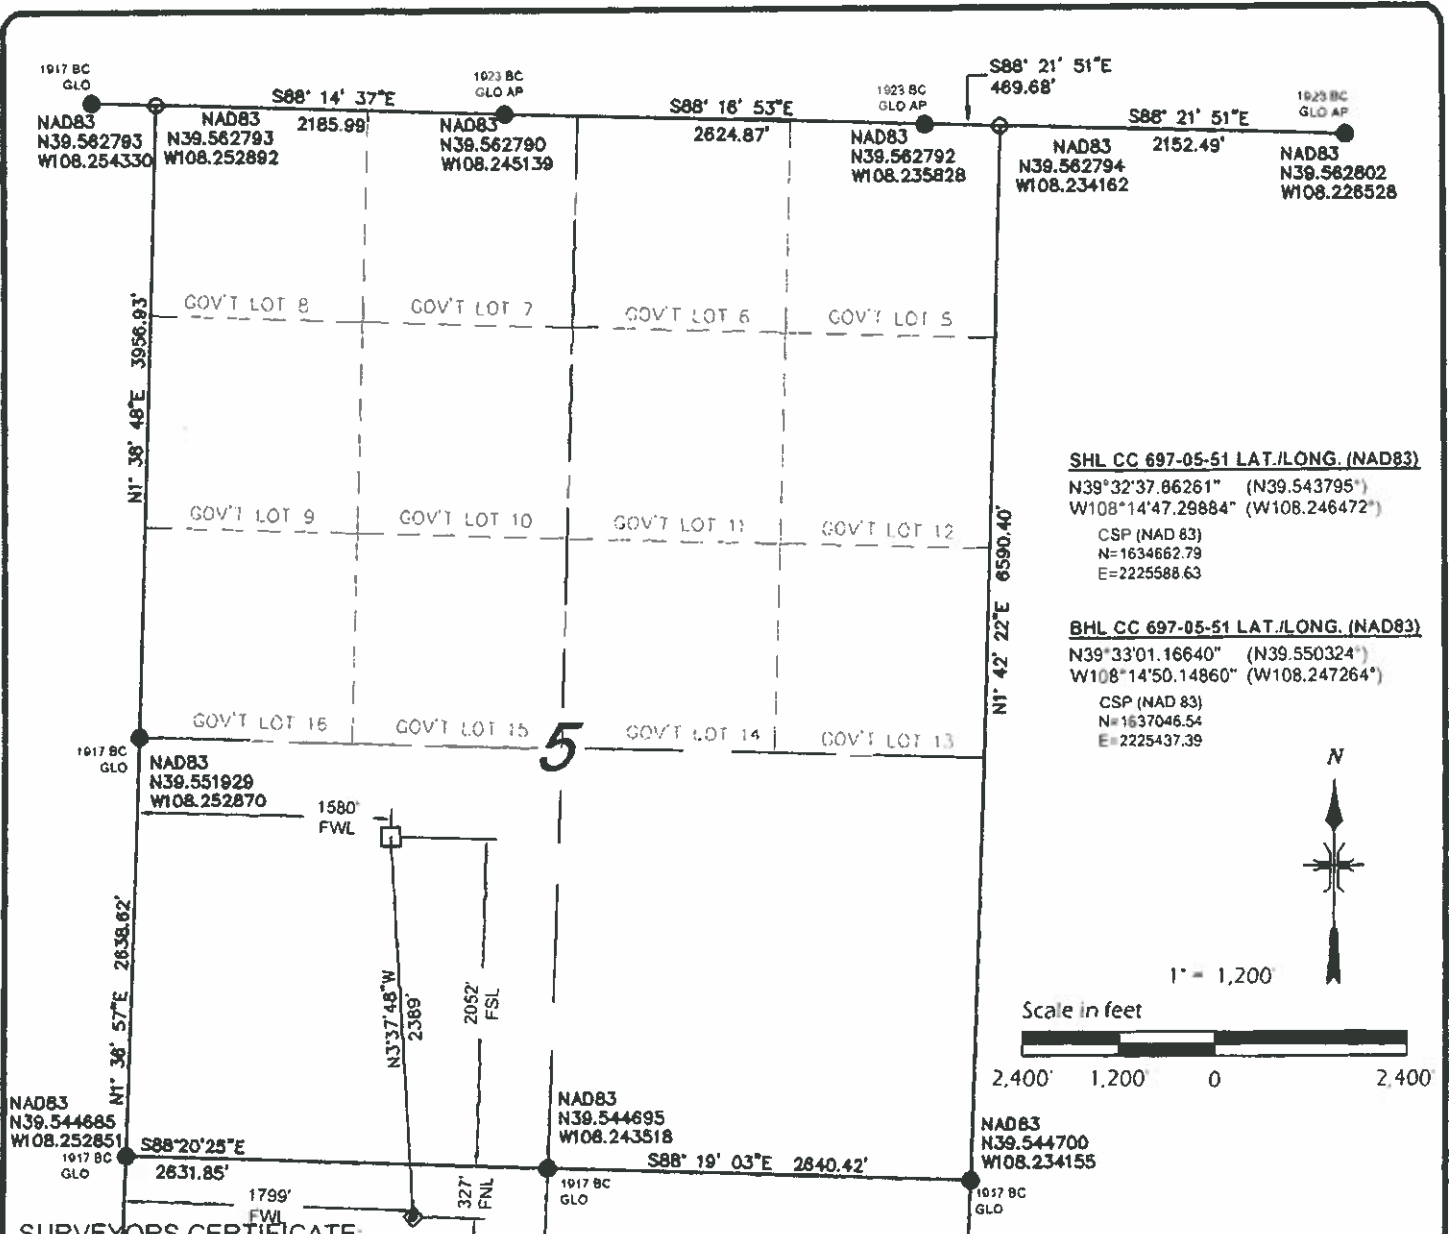 1917 BC
GLO
NAD83
N39.562793
W108.254330
NAD83
N39.562793
W108.252892
S88° 14' 37"E
2185.99
1923 BC
GLO AP
NAD83
N39.562790
W108.245139
S88° 16' 53"E
2624.87'
1923 BC
GLO AP
NAD83
N39.562792
W108.235828
S88° 21' 51"E
469.68'
NAD83
N39.562794
W108.234162
S88° 21' 51"E
2152.49'
1923 BC
GLO AP
NAD83
N39.562802
W108.226528
GOV'T LOT 8
GOV'T LOT 7
GOV'T LOT 6
GOV'T LOT 5
N1° 38' 48"E 3956.93'
GOV'T LOT 9
GOV'T LOT 10
GOV'T LOT 11
GOV'T LOT 12
N1° 42' 22"E 6590.40'
SHL CC 697-05-51 LAT./LONG. (NAD83)
N39°32'37.66261" (N39.543795°)
W108°14'47.29884" (W108.246472°)
CSP (NAD 83)
N=1634662.79
E=2225588.63
BHL CC 697-05-51 LAT./LONG. (NAD83)
N39°33'01.16640" (N39.550324°)
W108°14'50.14860" (W108.247264°)
CSP (NAD 83)
N=1637046.54
E=2225437.39
GOV'T LOT 16
GOV'T LOT 15
5
GOV'T LOT 14
GOV'T LOT 13
1917 BC
GLO
NAD83
N39.551929
W108.252870
1580'
FWL
N
N1° 36' 57"E 2638.62'
N3°37'48"W
2389'
2052'
FSL
1" = 1,200'
Scale in feet
2,400' 1,200' 0 2,400'
NAD83
N39.544685
W108.252851
1917 BC
GLO
S88°20'25"E
2631.85'
NAD83
N39.544695
W108.243518
1917 BC
GLO
S88° 19' 03"E 2640.42'
NAD83
N39.544700
W108.234155
1917 BC
GLO
1799'
FWL
327'
FNL
SURVEYORS CERTIFICATE: